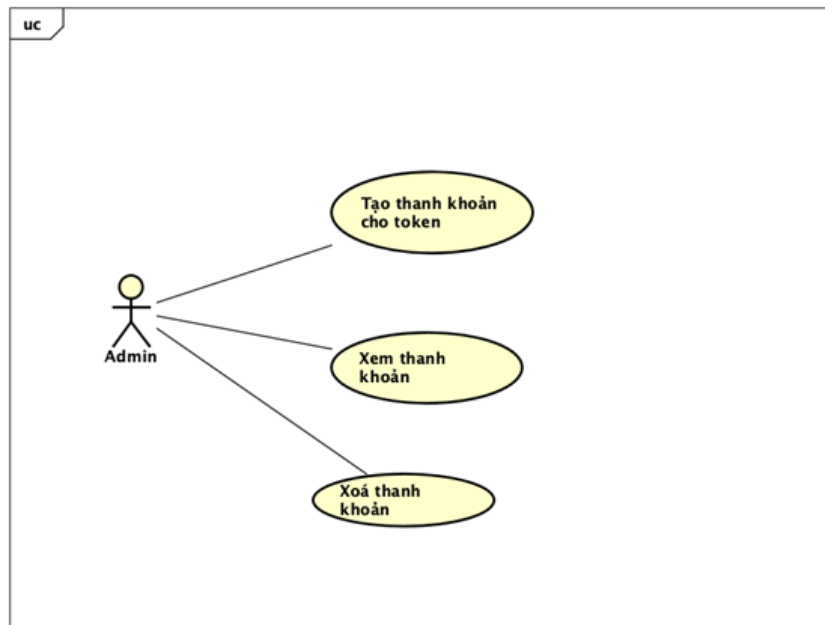 uc
Tạo thanh khoản
cho token
Admin
Xem thanh
khoản
Xoá thanh
khoản